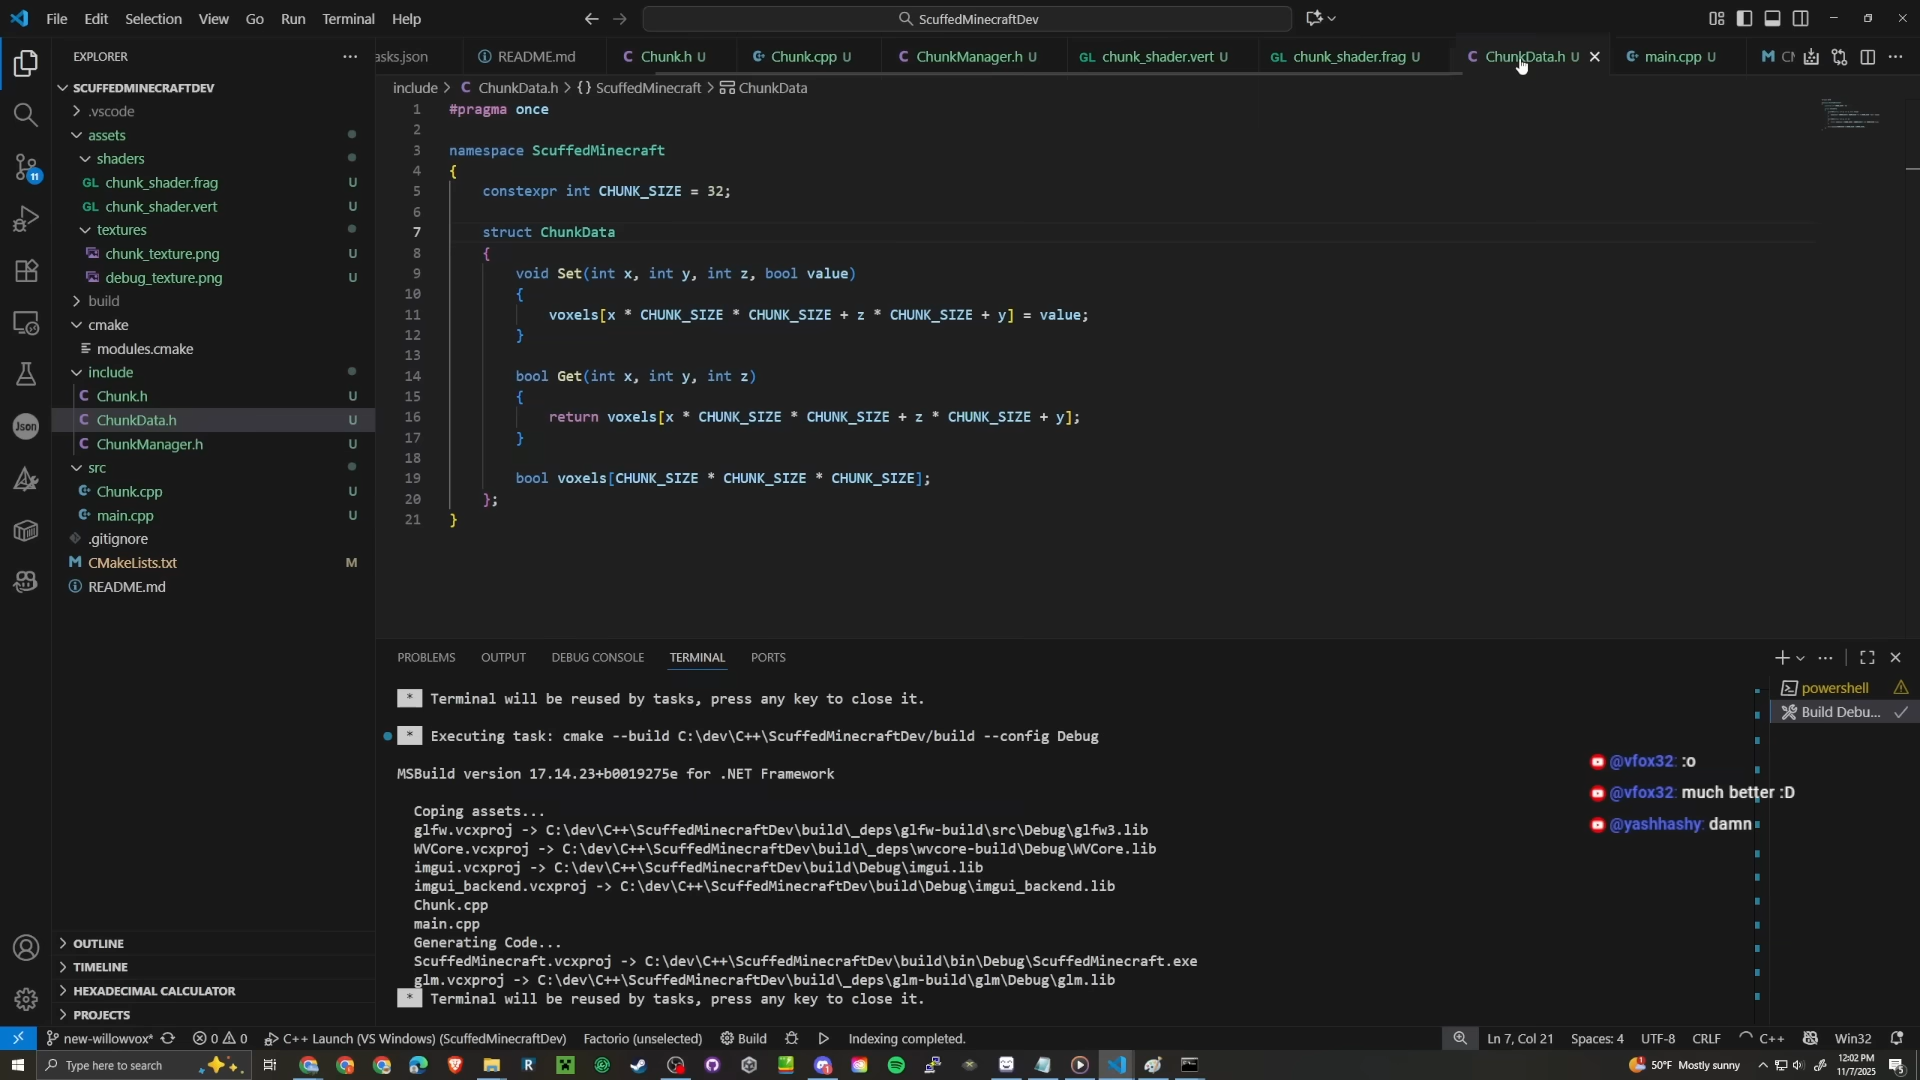 File Edit Selection View Go Run Terminal Help
ScuffedMinecraftDev
EXPLORER
asks.json
README.md
Chunk.h U
Chunk.cpp U
ChunkManager.h U
chunk_shader.vert U
chunk_shader.frag U
ChunkData.h U
main.cpp U
SCUFFEDMINECRAFTDEV
.vscode
assets
shaders
chunk_shader.frag U
chunk_shader.vert U
textures
chunk_texture.png U
debug_texture.png U
build
cmake
modules.cmake
include
Chunk.h U
ChunkData.h U
ChunkManager.h U
src
Chunk.cpp U
main.cpp U
.gitignore
CMakeLists.txt M
README.md
OUTLINE
TIMELINE
HEXADECIMAL CALCULATOR
PROJECTS
11
Json
include > C ChunkData.h > {} ScuffedMinecraft > ChunkData
1 #pragma once
2
3 namespace ScuffedMinecraft
4 {
5 constexpr int CHUNK_SIZE = 32;
6
7 struct ChunkData
8 {
9 void Set(int x, int y, int z, bool value)
10 {
11 voxels[x * CHUNK_SIZE * CHUNK_SIZE + z * CHUNK_SIZE + y] = value;
12 }
13
14 bool Get(int x, int y, int z)
15 {
16 return voxels[x * CHUNK_SIZE * CHUNK_SIZE + z * CHUNK_SIZE + y];
17 }
18
19 bool voxels[CHUNK_SIZE * CHUNK_SIZE * CHUNK_SIZE];
20 };
21 }
PROBLEMS OUTPUT DEBUG CONSOLE TERMINAL PORTS
powershell
Build Debu...
* Terminal will be reused by tasks, press any key to close it.
* Executing task: cmake --build C:\dev\C++\ScuffedMinecraftDev/build --config Debug
MSBuild version 17.14.23+b0019275e for .NET Framework
Coping assets...
glfw.vcxproj -> C:\dev\C++\ScuffedMinecraftDev\build\_deps\glfw-build\src\Debug\glfw3.lib
WVCore.vcxproj -> C:\dev\C++\ScuffedMinecraftDev\build\_deps\wvcore-build\Debug\WVCore.lib
imgui.vcxproj -> C:\dev\C++\ScuffedMinecraftDev\build\Debug\imgui.lib
imgui_backend.vcxproj -> C:\dev\C++\ScuffedMinecraftDev\build\Debug\imgui_backend.lib
Chunk.cpp
main.cpp
Generating Code...
ScuffedMinecraft.vcxproj -> C:\dev\C++\ScuffedMinecraftDev\build\bin\Debug\ScuffedMinecraft.exe
glm.vcxproj -> C:\dev\C++\ScuffedMinecraftDev\build\_deps\glm-build\glm\Debug\glm.lib
* Terminal will be reused by tasks, press any key to close it.
@vfox32: :o
@vfox32: much better :D
@yashhashy: damn
new-willowvox* 0 0 C++ Launch (VS Windows) (ScuffedMinecraftDev) Factorio (unselected) Build Indexing completed. Ln 7, Col 21 Spaces: 4 UTF-8 CRLF C++ Win32
Type here to search
50°F Mostly sunny
12:02 PM
11/7/2025
5